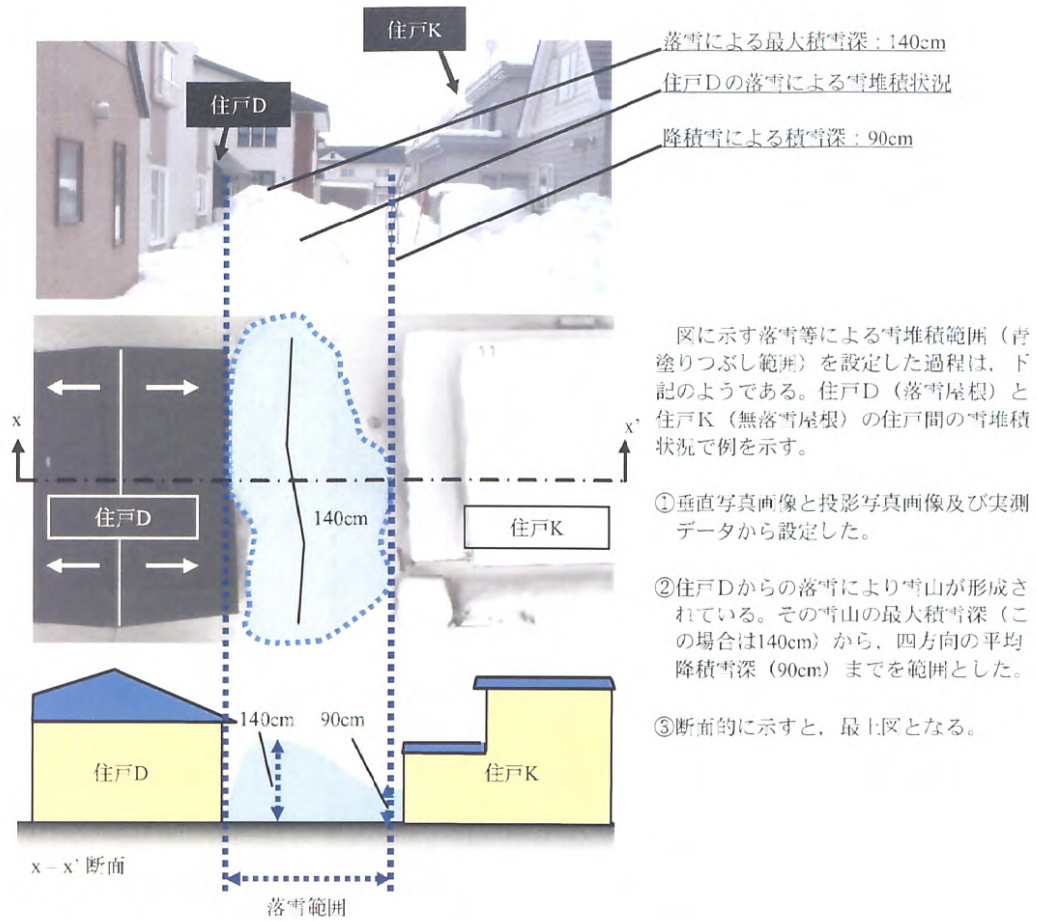 住戸K
住戸D
落雪による最大積雪深：140cm
住戸Dの落雪による雪堆積状況
降積雪による積雪深：90cm
図に示す落雪等による雪堆積範囲（青
塗りつぶし範囲）を設定した過程は，下
記のようである。住戸D（落雪屋根）と
住戸K（無落雪屋根）の住戸間の雪堆積
状況で例を示す。
①垂直写真画像と投影写真画像及び実測
データから設定した。
②住戸Dからの落雪により雪山が形成さ
れている。その雪山の最大積雪深（こ
の場合は140cm）から，四方向の平均
降積雪深（90cm）までを範囲とした。
③断面的に示すと，最上図となる。
x
x'
住戸D
140cm
住戸K
140cm
90cm
住戸D
住戸K
x – x' 断面
落雪範囲